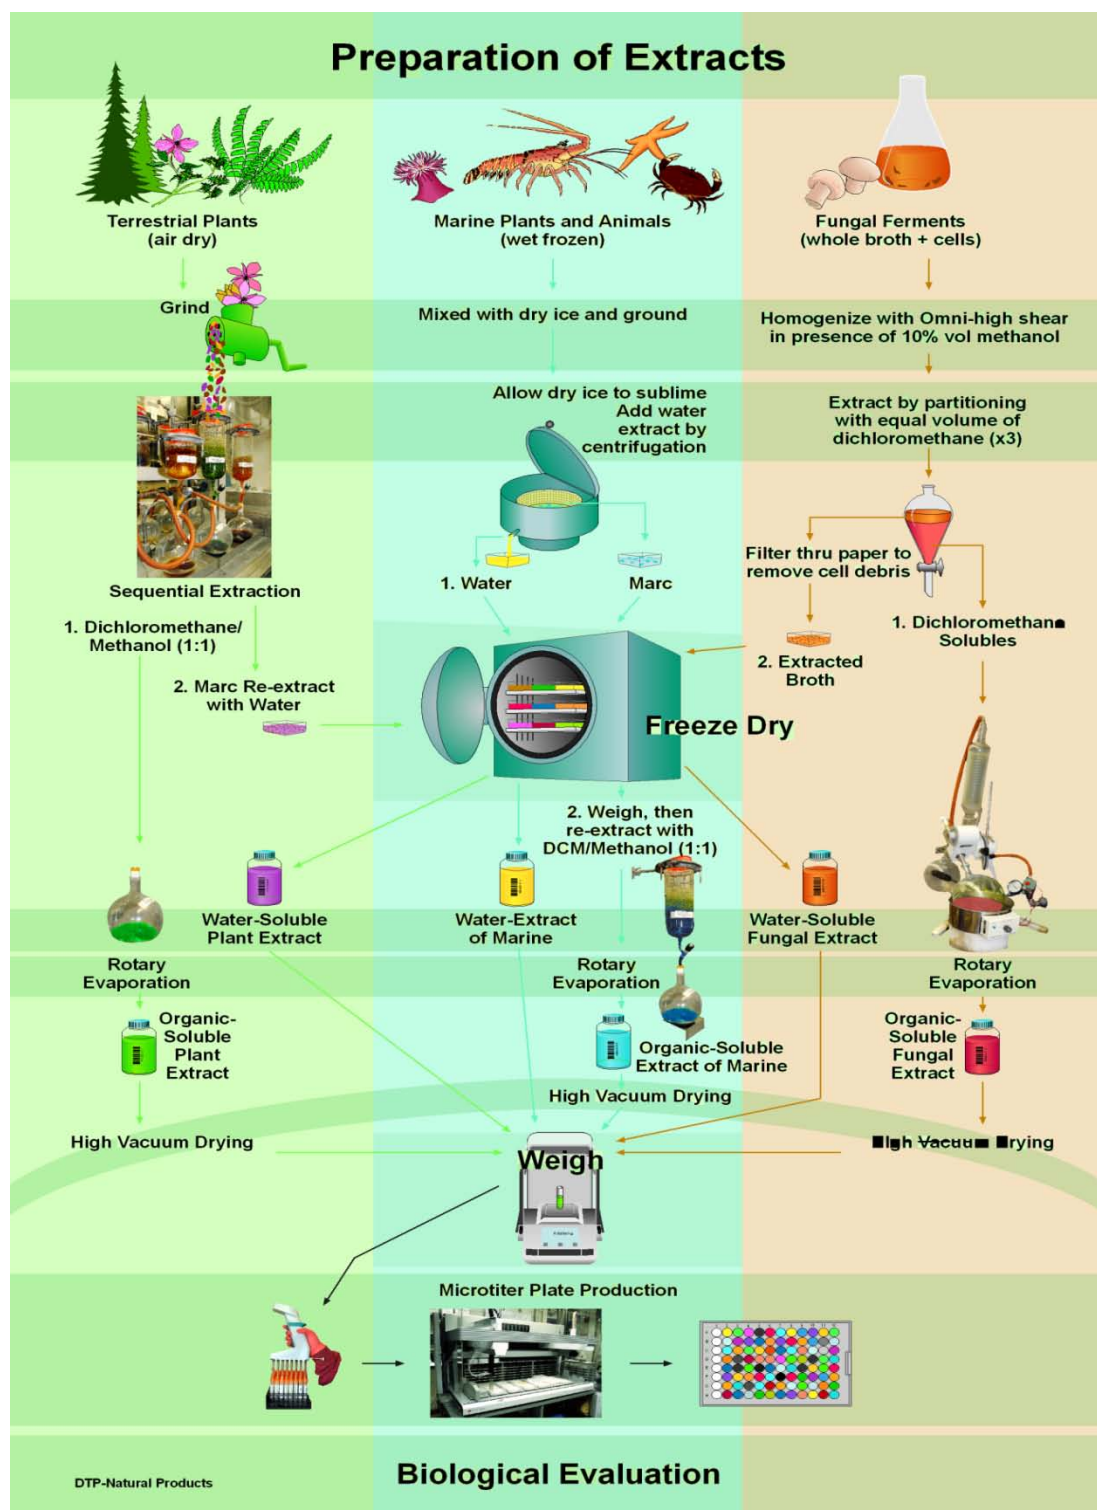 Preparation of Extracts
Terrestrial Plants
(air dry)
Marine Plants and Animals
(wet frozen)
Fungal Ferments
(whole broth + cells)
Grind
Mixed with dry ice and ground
Homogenize with Omni-high shear
in presence of 10% vol methanol
Allow dry ice to sublime
Add water
extract by
centrifugation
Extract by partitioning
with equal volume of
dichloromethane (x3)
Sequential Extraction
1. Water
Marc
Filter thru paper to
remove cell debris
1. Dichloromethane/
Methanol (1:1)
2. Marc Re-extract
with Water
1. Dichloromethan
Solubles
2. Extracted
Broth
Freeze Dry
2. Weigh, then
re-extract with
DCM/Methanol (1:1)
Water-Soluble
Plant Extract
Water-Extract
of Marine
Water-Soluble
Fungal Extract
Rotary
Evaporation
Rotary
Evaporation
Rotary
Evaporation
Organic-
Soluble
Plant
Extract
Organic-Soluble
Extract of Marine
Organic-
Soluble
Fungal
Extract
High Vacuum Drying
High Vacuum Drying
High Vacuum Drying
Weigh
Microtiter Plate Production
DTP-Natural Products
Biological Evaluation